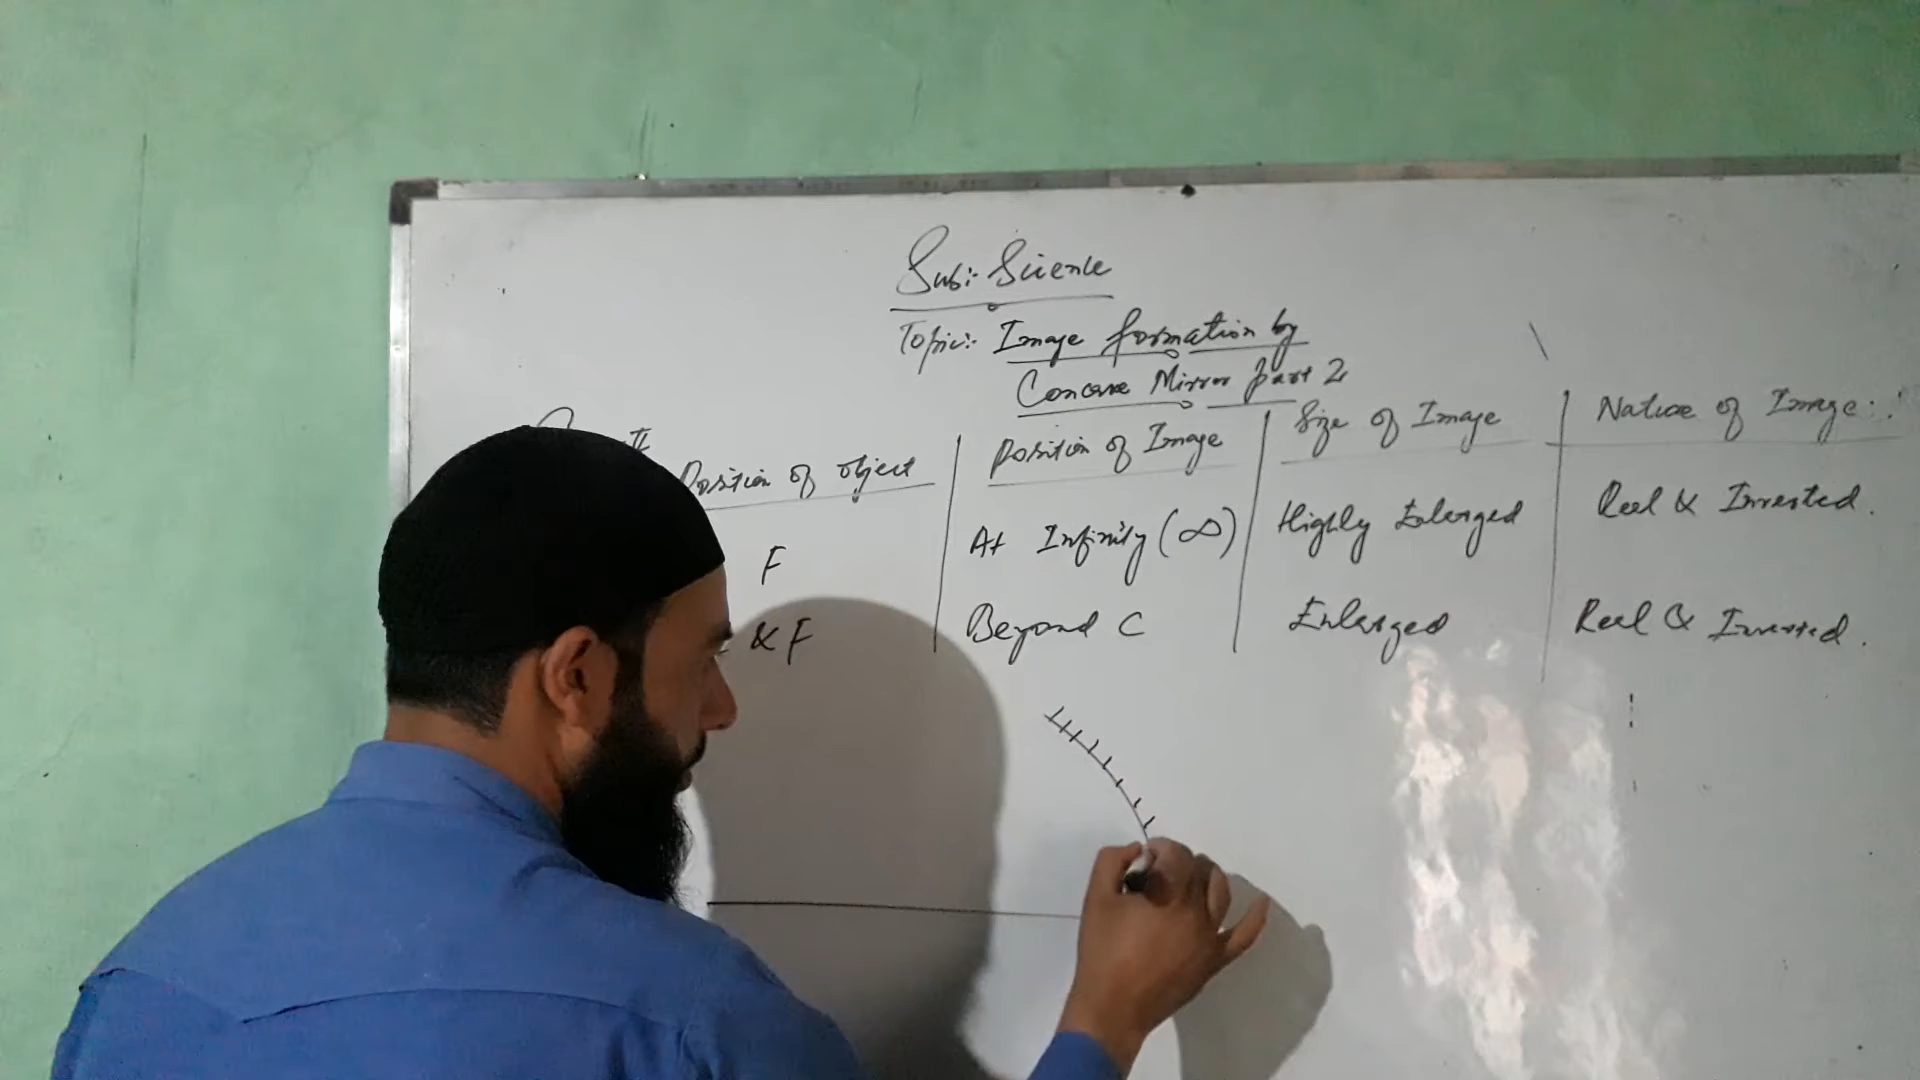 Sub:- Science
Topic:- Image formation by
Concave Mirror part 2
Position of object
Position of Image
Size of Image
Nature of Image:-
F
At Infinity (∞)
Highly Enlarged
Real & Inverted.
& F
Beyond C
Enlarged
Real & Inverted.